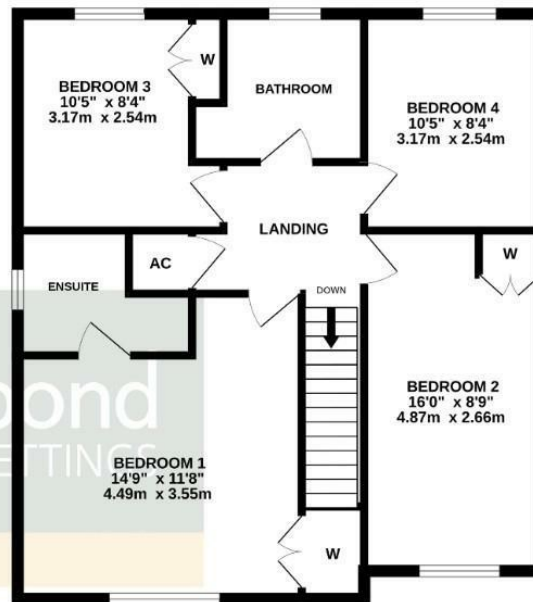 BEDROOM 3
10'5" x 8'4"
3.17m x 2.54m
W
BATHROOM
BEDROOM 4
10'5" x 8'4"
3.17m x 2.54m
LANDING
AC
ENSUITE
DOWN
W
BEDROOM 2
16'0" x 8'9"
4.87m x 2.66m
bond
ETTINGS
BEDROOM 1
14'9" x 11'8"
4.49m x 3.55m
W